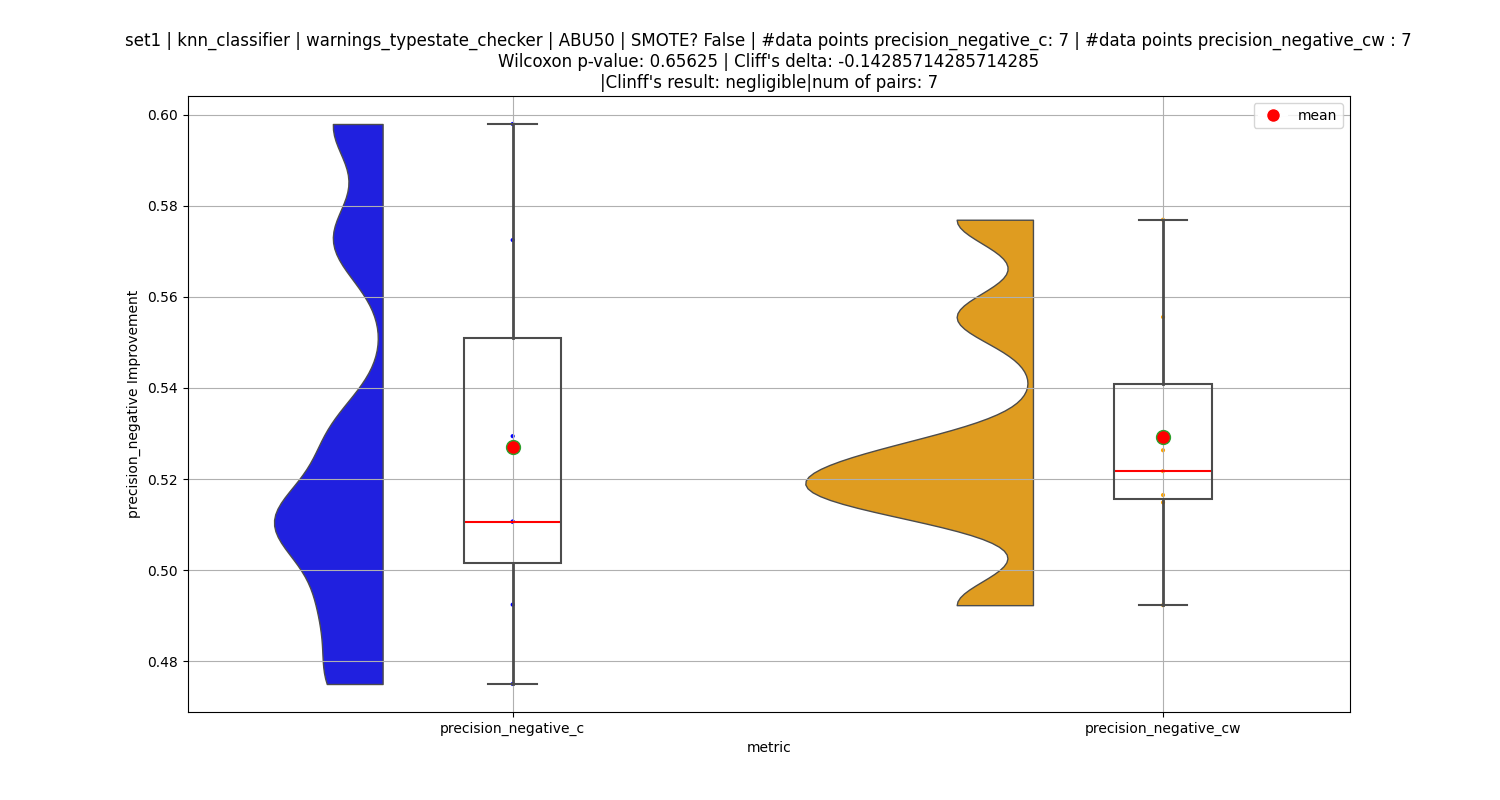 set1 | knn_classifier | warnings_typestate_checker | ABU50 | SMOTE? False | #data points precision_negative_c: 7 | #data points precision_negative_cw : 7
Wilcoxon p-value: 0.65625 | Cliff's delta: -0.14285714285714285
|Clinff's result: negligible|num of pairs: 7
mean
0.60
0.58
0.56
0.54
0.52
0.50
0.48
precision_negative Improvement
precision_negative_c
precision_negative_cw
metric